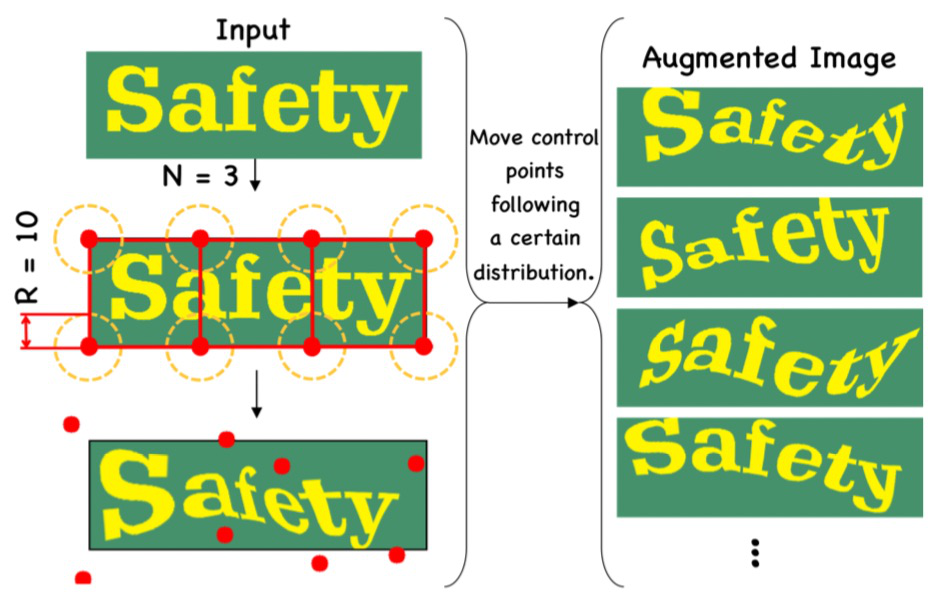 Input
Safety
N = 3
R = 10
Safety
Safety
Move control
points
following
a certain
distribution.
Augmented Image
Safety
Safety
Safety
Safety